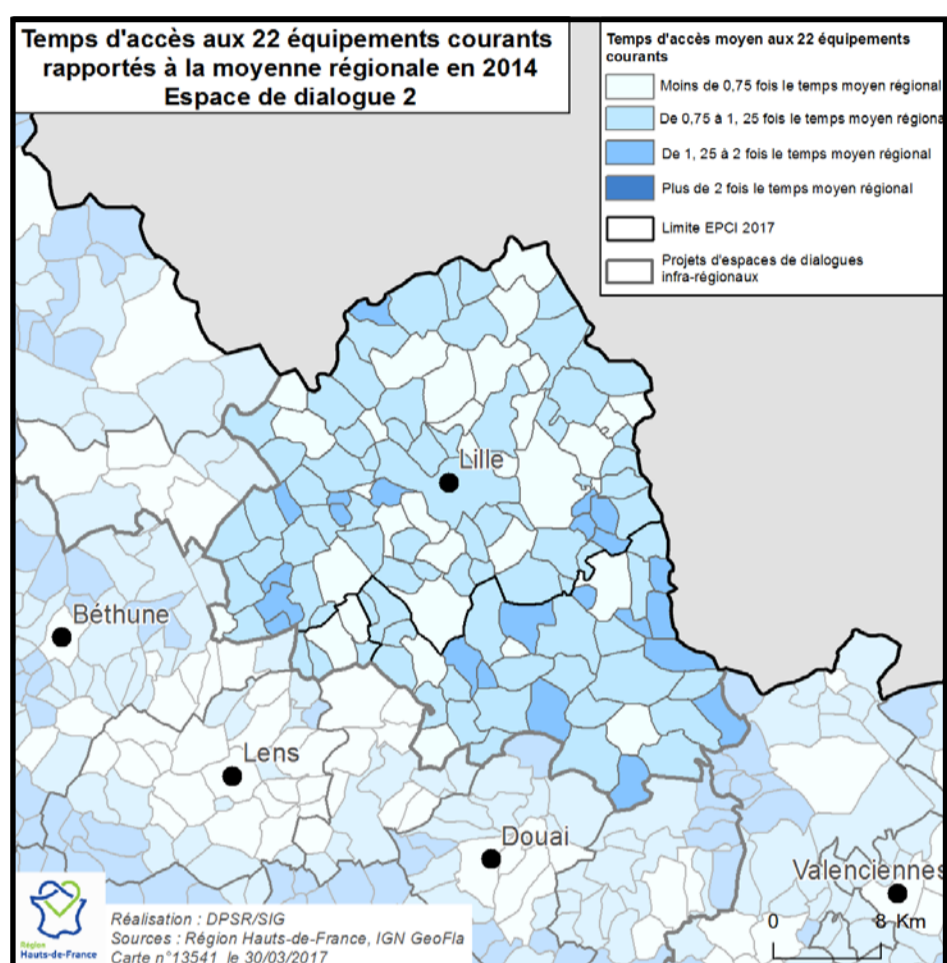 Temps d'accès aux 22 équipements courants
rapportés à la moyenne régionale en 2014
Espace de dialogue 2
Temps d'accès moyen aux 22 équipements
courants
Moins de 0,75 fois le temps moyen régional
De 0,75 à 1, 25 fois le temps moyen régiona
De 1, 25 à 2 fois le temps moyen régional
Plus de 2 fois le temps moyen régional
Limite EPCI 2017
Projets d'espaces de dialogues
infra-régionaux
Lille
Béthune
Lens
Douai
Valenciennes
0 8 Km
Région
Hauts-de-France
Réalisation : DPSR/SIG
Sources : Région Hauts-de-France, IGN GeoFla
Carte n°13541 le 30/03/2017